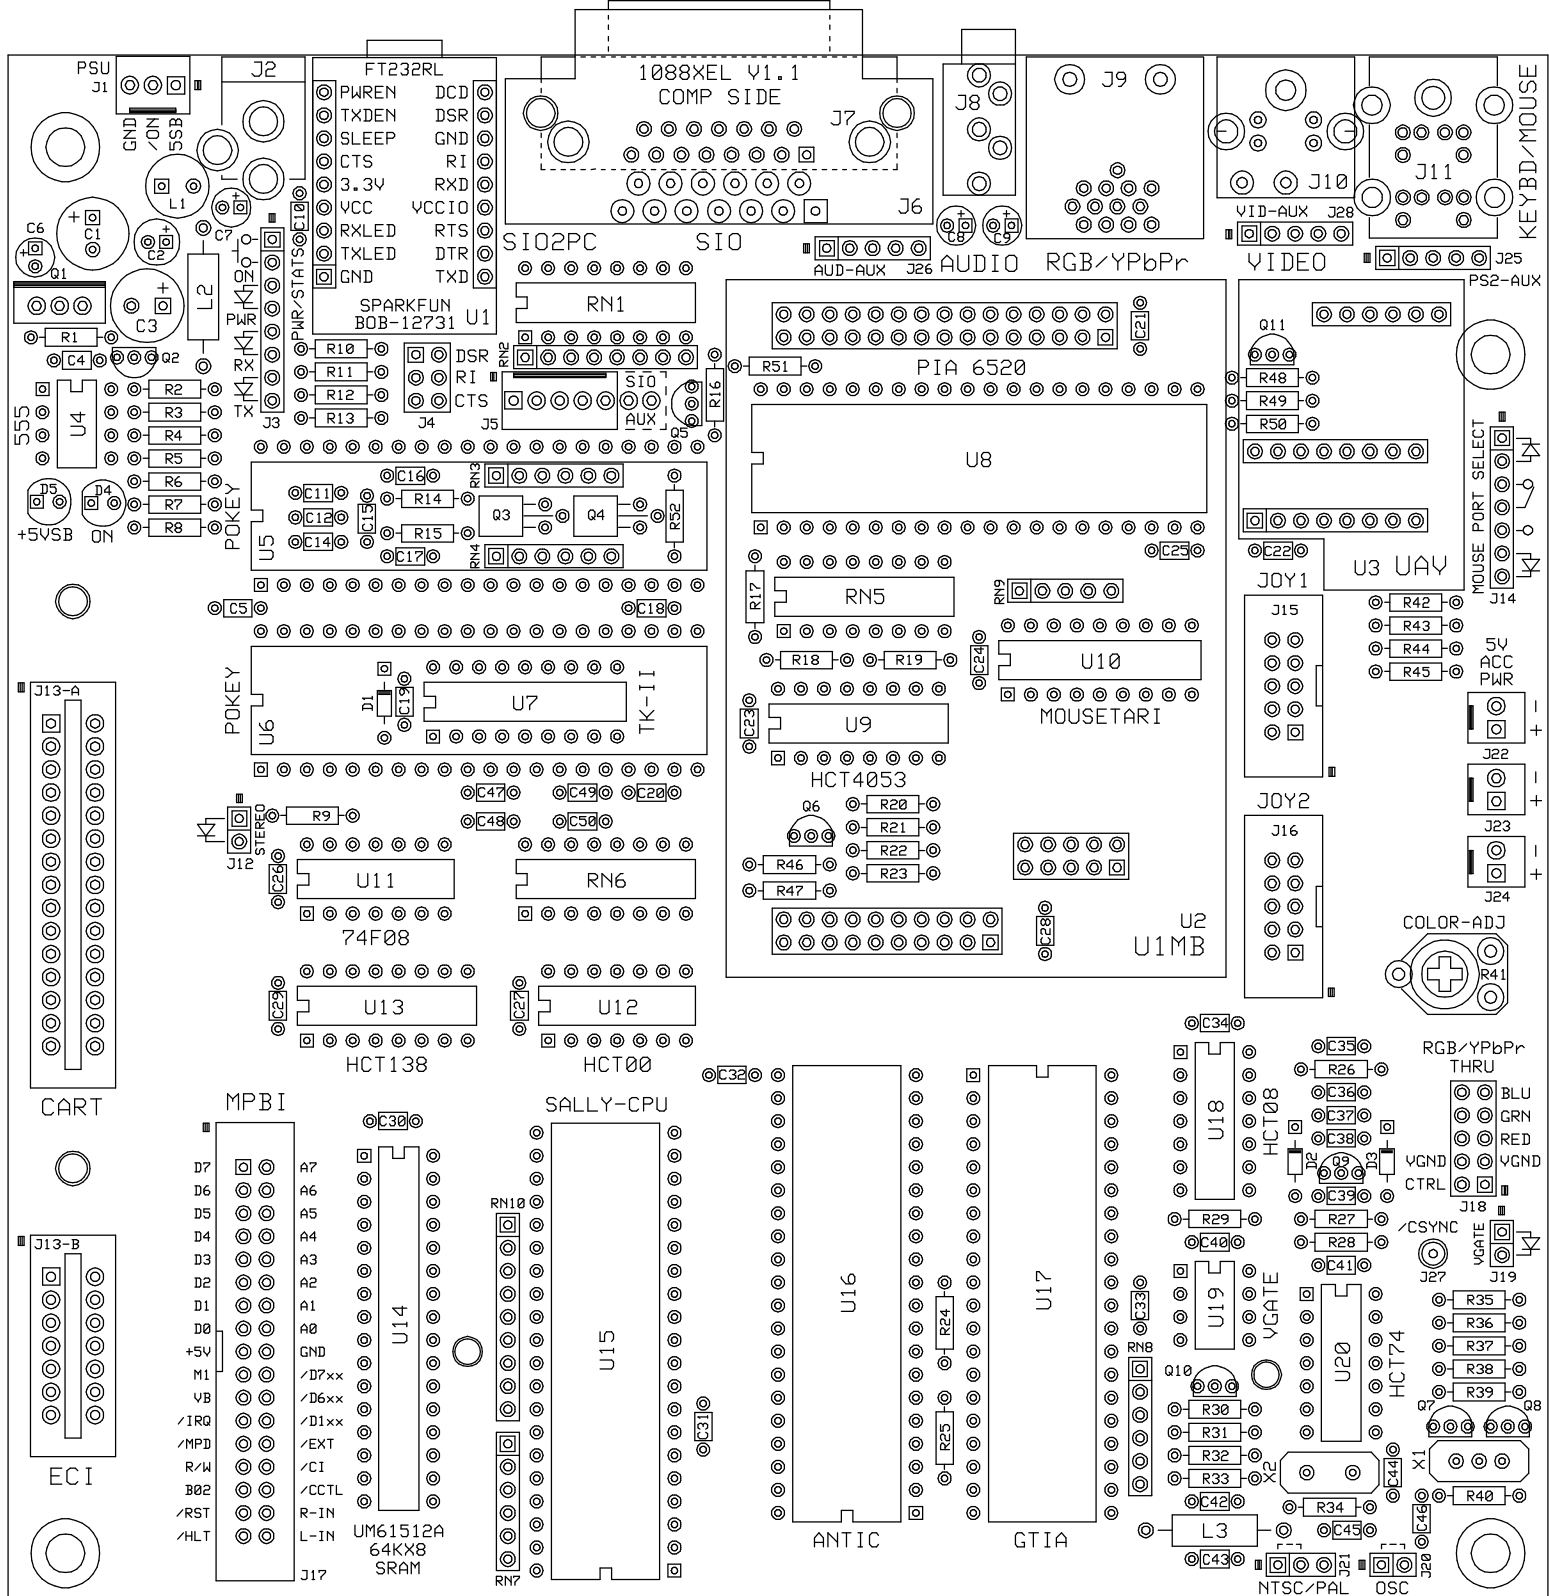 PSU
J1
GND
/ON
5SB
J2
FT232RL
PWREN DCD
TXDEN DSR
SLEEP GND
CTS RI
3.3V RXD
VCC VCCIO
RXLED RTS
TXLED DTR
GND TXD
SPARKFUN
BOB-12731
U1
1088XEL V1.1
COMP SIDE
J7
J6
SIO2PC
SIO
J8
AUD-AUX
J26
AUDIO
C8
C9
J9
RGB/YPbPr
J10
VID-AUX
J28
VIDEO
J11
KEYBD/MOUSE
J25
PS2-AUX
L1
C1
C6
C2
C7
C10
Q1
C3
L2
R1
C4
Q2
ON
PWR
RX
TX
J3
PWR/STATS
555
U4
R2
R3
R4
R5
R6
R7
R8
D5
D4
+5VSB
ON
R10
R11
R12
R13
DSR
RI
CTS
J4
RN1
RN2
SIO
AUX
J5
Q5
R16
R51
C21
PIA 6520
U8
C25
Q11
R48
R49
R50
C22
U3 UAV
MOUSE PORT SELECT
J14
POKEY
U5
C11
C12
C14
C15
C16
R14
R15
C17
RN3
RN4
Q3
Q4
R52
C5
C18
POKEY
U6
D1
C19
U7
TK-II
R17
RN5
RN9
R18
R19
C24
U10
MOUSETARI
C23
U9
HCT4053
Q6
R20
R21
R22
R23
R46
R47
C28
U2
U1MB
JOY1
J15
JOY2
J16
R42
R43
R44
R45
5V
ACC
PWR
-
+
J22
-
+
J23
-
+
J24
COLOR-ADJ
R41
J13-A
CART
J12
STEREO
R9
C47
C49
C20
C48
C50
C26
U11
74F08
RN6
C29
U13
HCT138
C27
U12
HCT00
J13-B
ECI
MPBI
D7 A7
D6 A6
D5 A5
D4 A4
D3 A3
D2 A2
D1 A1
D0 A0
+5V GND
M1 /D7xx
VB /D6xx
/IRQ /D1xx
/MPD /EXT
R/W /CI
B02 /CCTL
/RST R-IN
/HLT L-IN
J17
C30
U14
UM61512A
64KX8
SRAM
RN10
RN7
SALLY-CPU
U15
C31
C32
U16
ANTIC
R24
R25
U17
GTIA
C33
RN8
C34
U18
HCT08
R29
C40
U19
VGATE
Q10
R30
R31
R32
R33
C42
L3
C43
C35
R26
C36
C37
C38
D2
Q9
D3
C39
R27
R28
C41
U20
HCT74
X2
C44
R34
C45
C46
NTSC/PAL
J21
OSC
J20
RGB/YPbPr
THRU
BLU
GRN
RED
VGND VGND
CTRL
J18
/CSYNC
J27
VGATE
J19
R35
R36
R37
R38
R39
Q7
Q8
X1
R40